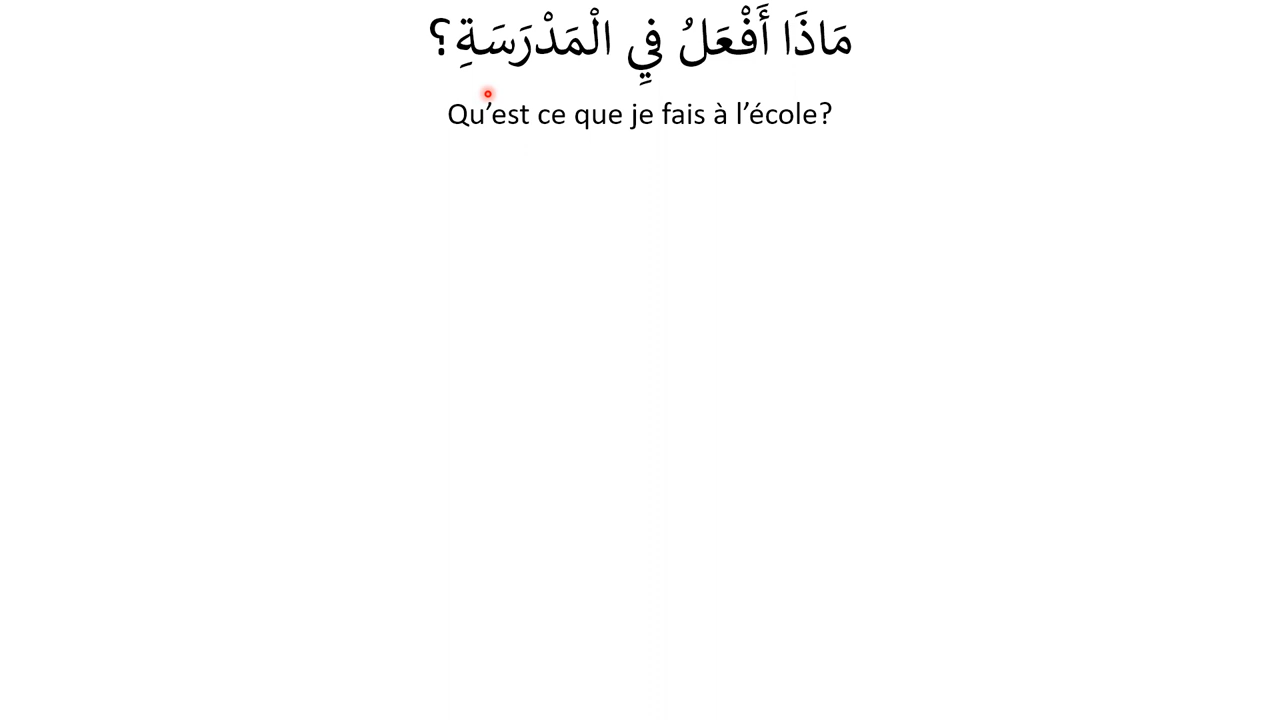 مَاذَا أَفْعَلُ فِي الْمَدْرَسَةِ؟
Qu’est ce que je fais à l’école?